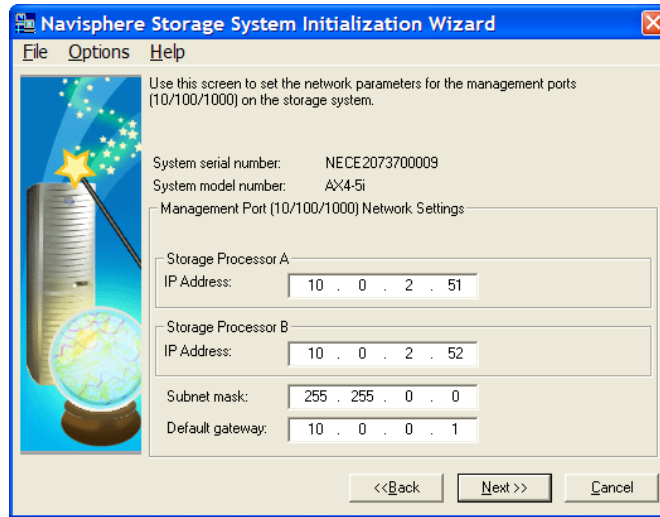 Navisphere Storage System Initialization Wizard
File Options Help
Use this screen to set the network parameters for the management ports
(10/100/1000) on the storage system.
System serial number: NECE2073700009
System model number: AX4-5i
Management Port (10/100/1000) Network Settings
Storage Processor A
IP Address: 10 . 0 . 2 . 51
Storage Processor B
IP Address: 10 . 0 . 2 . 52
Subnet mask: 255 . 255 . 0 . 0
Default gateway: 10 . 0 . 0 . 1
<<Back Next>> Cancel